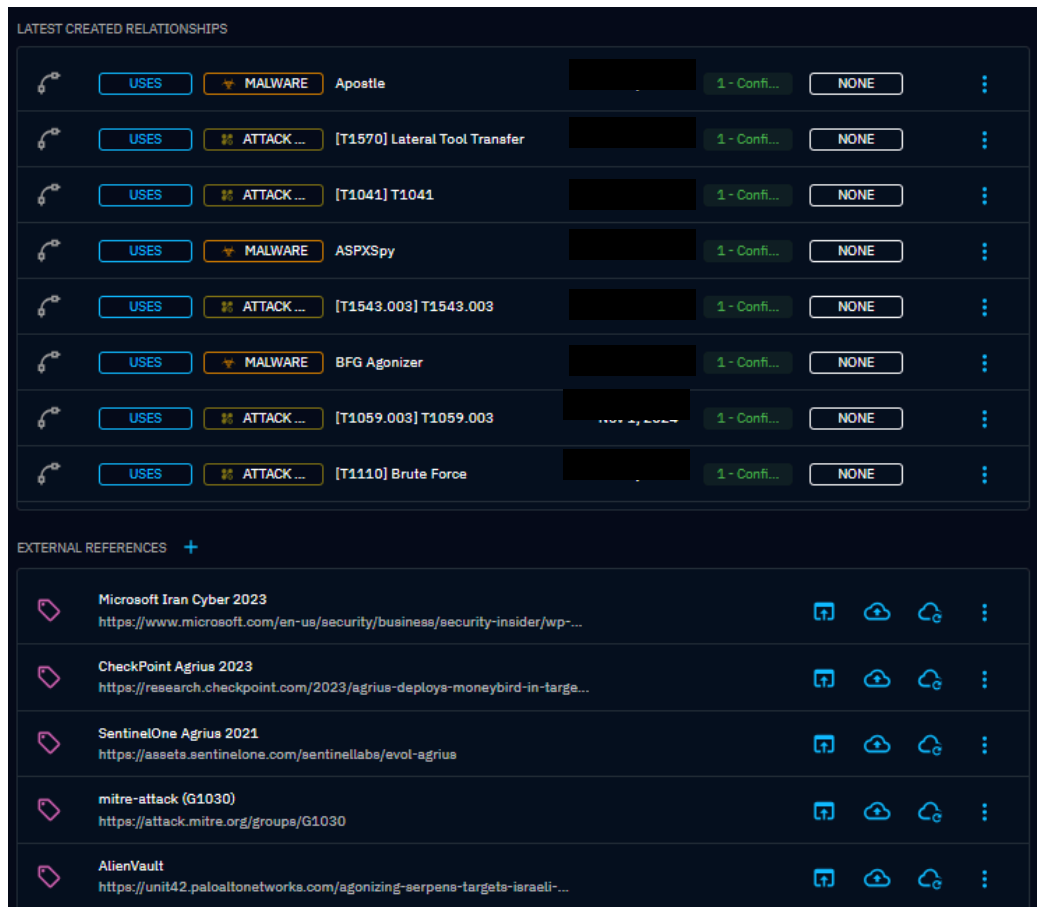 LATEST CREATED RELATIONSHIPS
USES MALWARE Apostle 1 - Confi... NONE
USES ATTACK ... [T1570] Lateral Tool Transfer 1 - Confi... NONE
USES ATTACK ... [T1041] T1041 1 - Confi... NONE
USES MALWARE ASPXSpy 1 - Confi... NONE
USES ATTACK ... [T1543.003] T1543.003 1 - Confi... NONE
USES MALWARE BFG Agonizer 1 - Confi... NONE
USES ATTACK ... [T1059.003] T1059.003 1 - Confi... NONE
USES ATTACK ... [T1110] Brute Force 1 - Confi... NONE
EXTERNAL REFERENCES +
Microsoft Iran Cyber 2023
https://www.microsoft.com/en-us/security/business/security-insider/wp-...
CheckPoint Agrius 2023
https://research.checkpoint.com/2023/agrius-deploys-moneybird-in-targe...
SentinelOne Agrius 2021
https://assets.sentinelone.com/sentinellabs/evol-agrius
mitre-attack (G1030)
https://attack.mitre.org/groups/G1030
AlienVault
https://unit42.paloaltonetworks.com/agonizing-serpens-targets-israeli-...